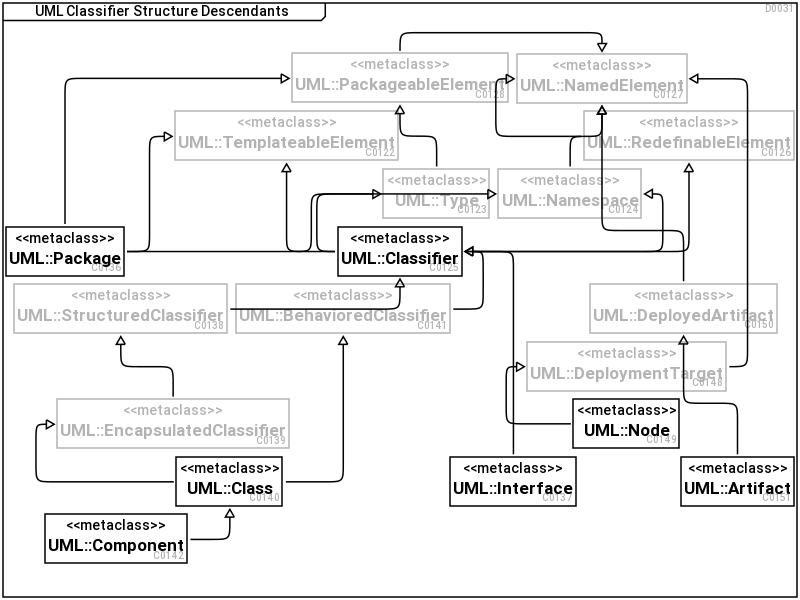 UML Classifier Structure Descendants
D0031
<<metaclass>>
UML::PackageableElement
C0128
<<metaclass>>
UML::NamedElement
C0127
<<metaclass>>
UML::TemplateableElement
C0122
<<metaclass>>
UML::RedefinableElement
C0126
<<metaclass>>
UML::Type
C0123
<<metaclass>>
UML::Namespace
C0124
<<metaclass>>
UML::Package
C0136
<<metaclass>>
UML::Classifier
C0125
<<metaclass>>
UML::StructuredClassifier
C0138
<<metaclass>>
UML::BehavioredClassifier
C0141
<<metaclass>>
UML::DeployedArtifact
C0150
<<metaclass>>
UML::DeploymentTarget
C0148
<<metaclass>>
UML::EncapsulatedClassifier
C0139
<<metaclass>>
UML::Node
C0149
<<metaclass>>
UML::Class
C0140
<<metaclass>>
UML::Interface
C0137
<<metaclass>>
UML::Artifact
C0151
<<metaclass>>
UML::Component
C0142